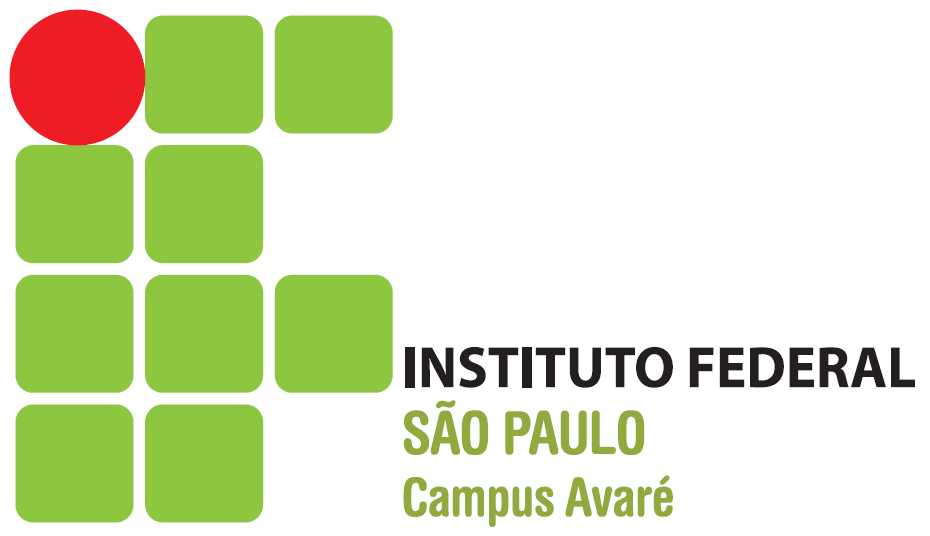 INSTITUTO FEDERAL
SÃO PAULO
Campus Avaré